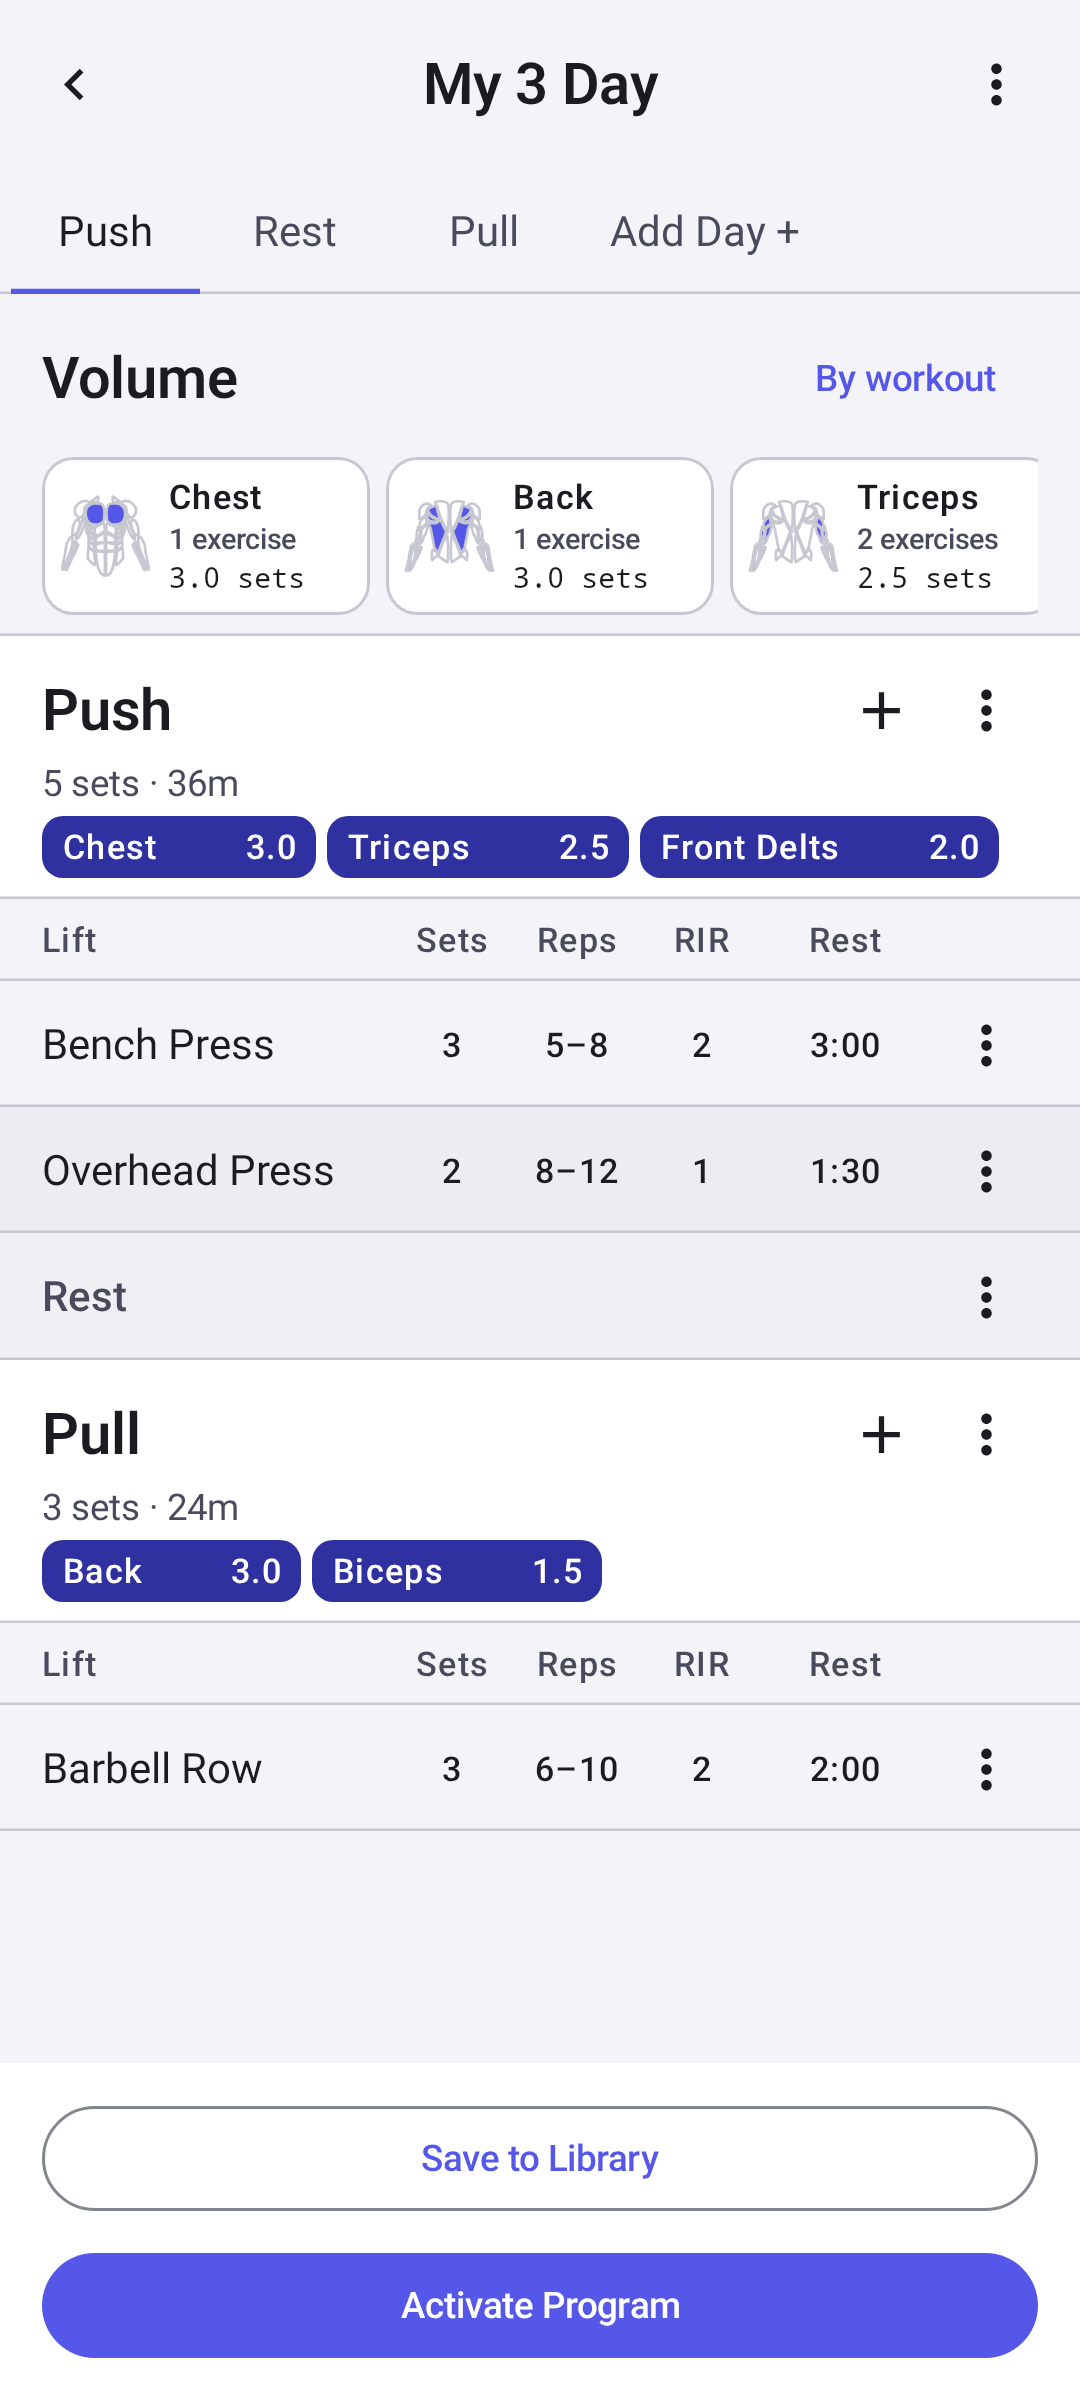 My 3 Day
Push Rest Pull Add Day +
Volume By workout
Chest
1 exercise
3.0 sets
Back
1 exercise
3.0 sets
Triceps
2 exercises
2.5 sets
Push
5 sets · 36m
Chest 3.0 Triceps 2.5 Front Delts 2.0
Lift Sets Reps RIR Rest
Bench Press 3 5–8 2 3:00
Overhead Press 2 8–12 1 1:30
Rest
Pull
3 sets · 24m
Back 3.0 Biceps 1.5
Lift Sets Reps RIR Rest
Barbell Row 3 6–10 2 2:00
Save to Library
Activate Program